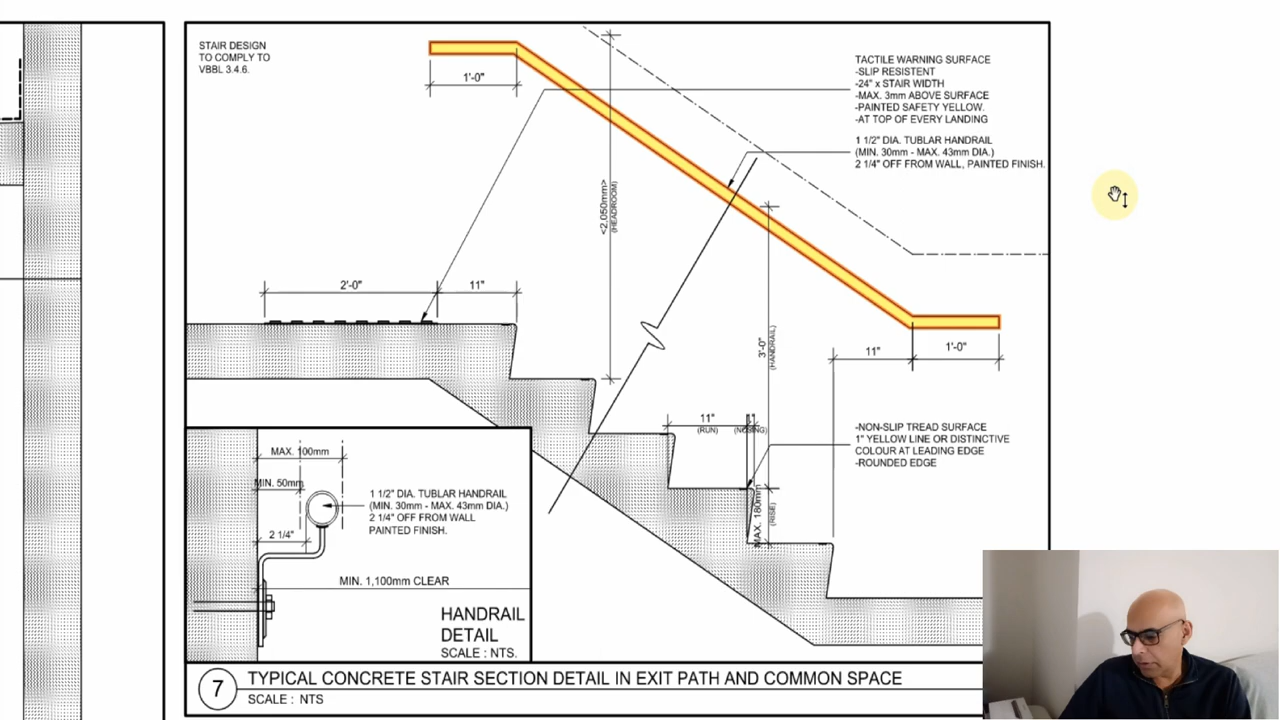 STAIR DESIGN
TO COMPLY TO
VBBL 3.4.6.
1'-0"
TACTILE WARNING SURFACE
-SLIP RESISTENT
-24" x STAIR WIDTH
-MAX. 3mm ABOVE SURFACE
-PAINTED SAFETY YELLOW.
-AT TOP OF EVERY LANDING
1 1/2" DIA. TUBLAR HANDRAIL
(MIN. 30mm - MAX. 43mm DIA.)
2 1/4" OFF FROM WALL, PAINTED FINISH.
<2,050mm>
(HEADROOM)
2'-0"
11"
3'-0"
(HANDRAIL)
11"
1'-0"
11"
(RUN)
1"
(NOSING)
-NON-SLIP TREAD SURFACE
1" YELLOW LINE OR DISTINCTIVE
COLOUR AT LEADING EDGE
-ROUNDED EDGE
MAX. 180mm
(RISE)
MAX. 100mm
MIN. 50mm
1 1/2" DIA. TUBLAR HANDRAIL
(MIN. 30mm - MAX. 43mm DIA.)
2 1/4" OFF FROM WALL
PAINTED FINISH.
2 1/4"
MIN. 1,100mm CLEAR
HANDRAIL
DETAIL
SCALE : NTS.
7
TYPICAL CONCRETE STAIR SECTION DETAIL IN EXIT PATH AND COMMON SPACE
SCALE : NTS